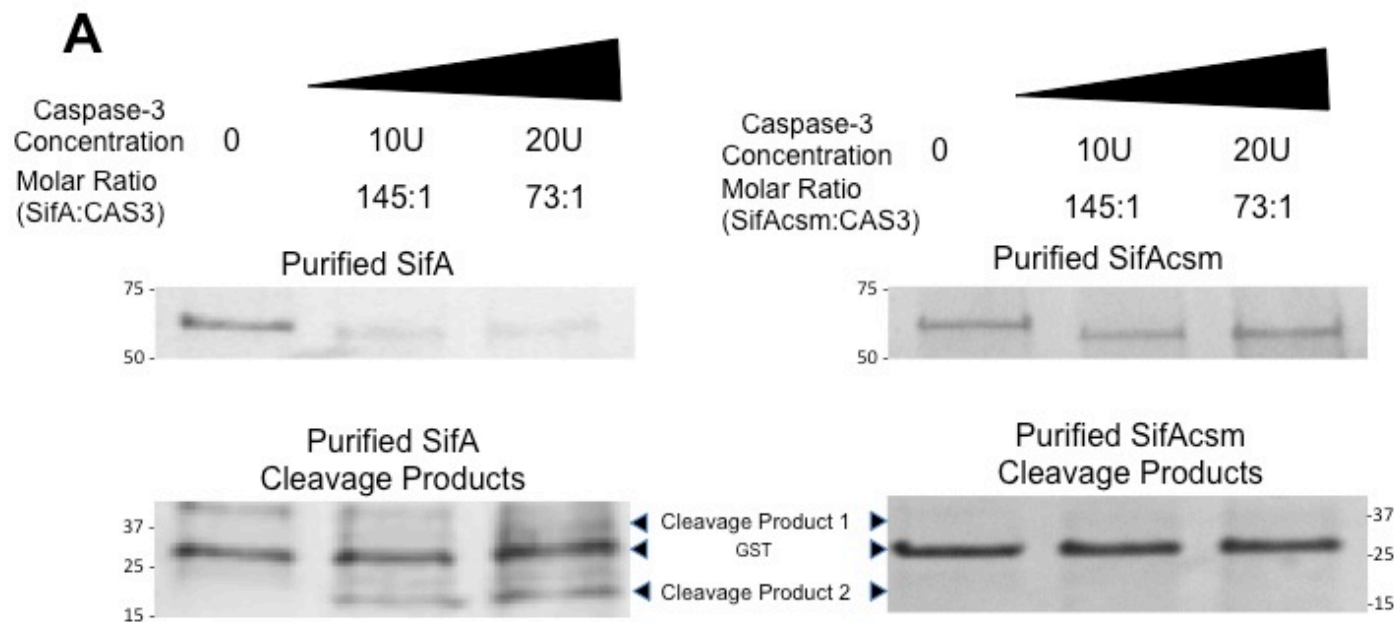 A
Caspase-3
Concentration 0 10U 20U
Molar Ratio
(SifA:CAS3) 145:1 73:1
Purified SifA
75 -
50 -
Purified SifA
Cleavage Products
37 -
25 -
15 -
Caspase-3
Concentration 0 10U 20U
Molar Ratio
(SifAcsm:CAS3) 145:1 73:1
Purified SifAcsm
75 -
50 -
Purified SifAcsm
Cleavage Products
Cleavage Product 1
GST
Cleavage Product 2
-37
-25
-15